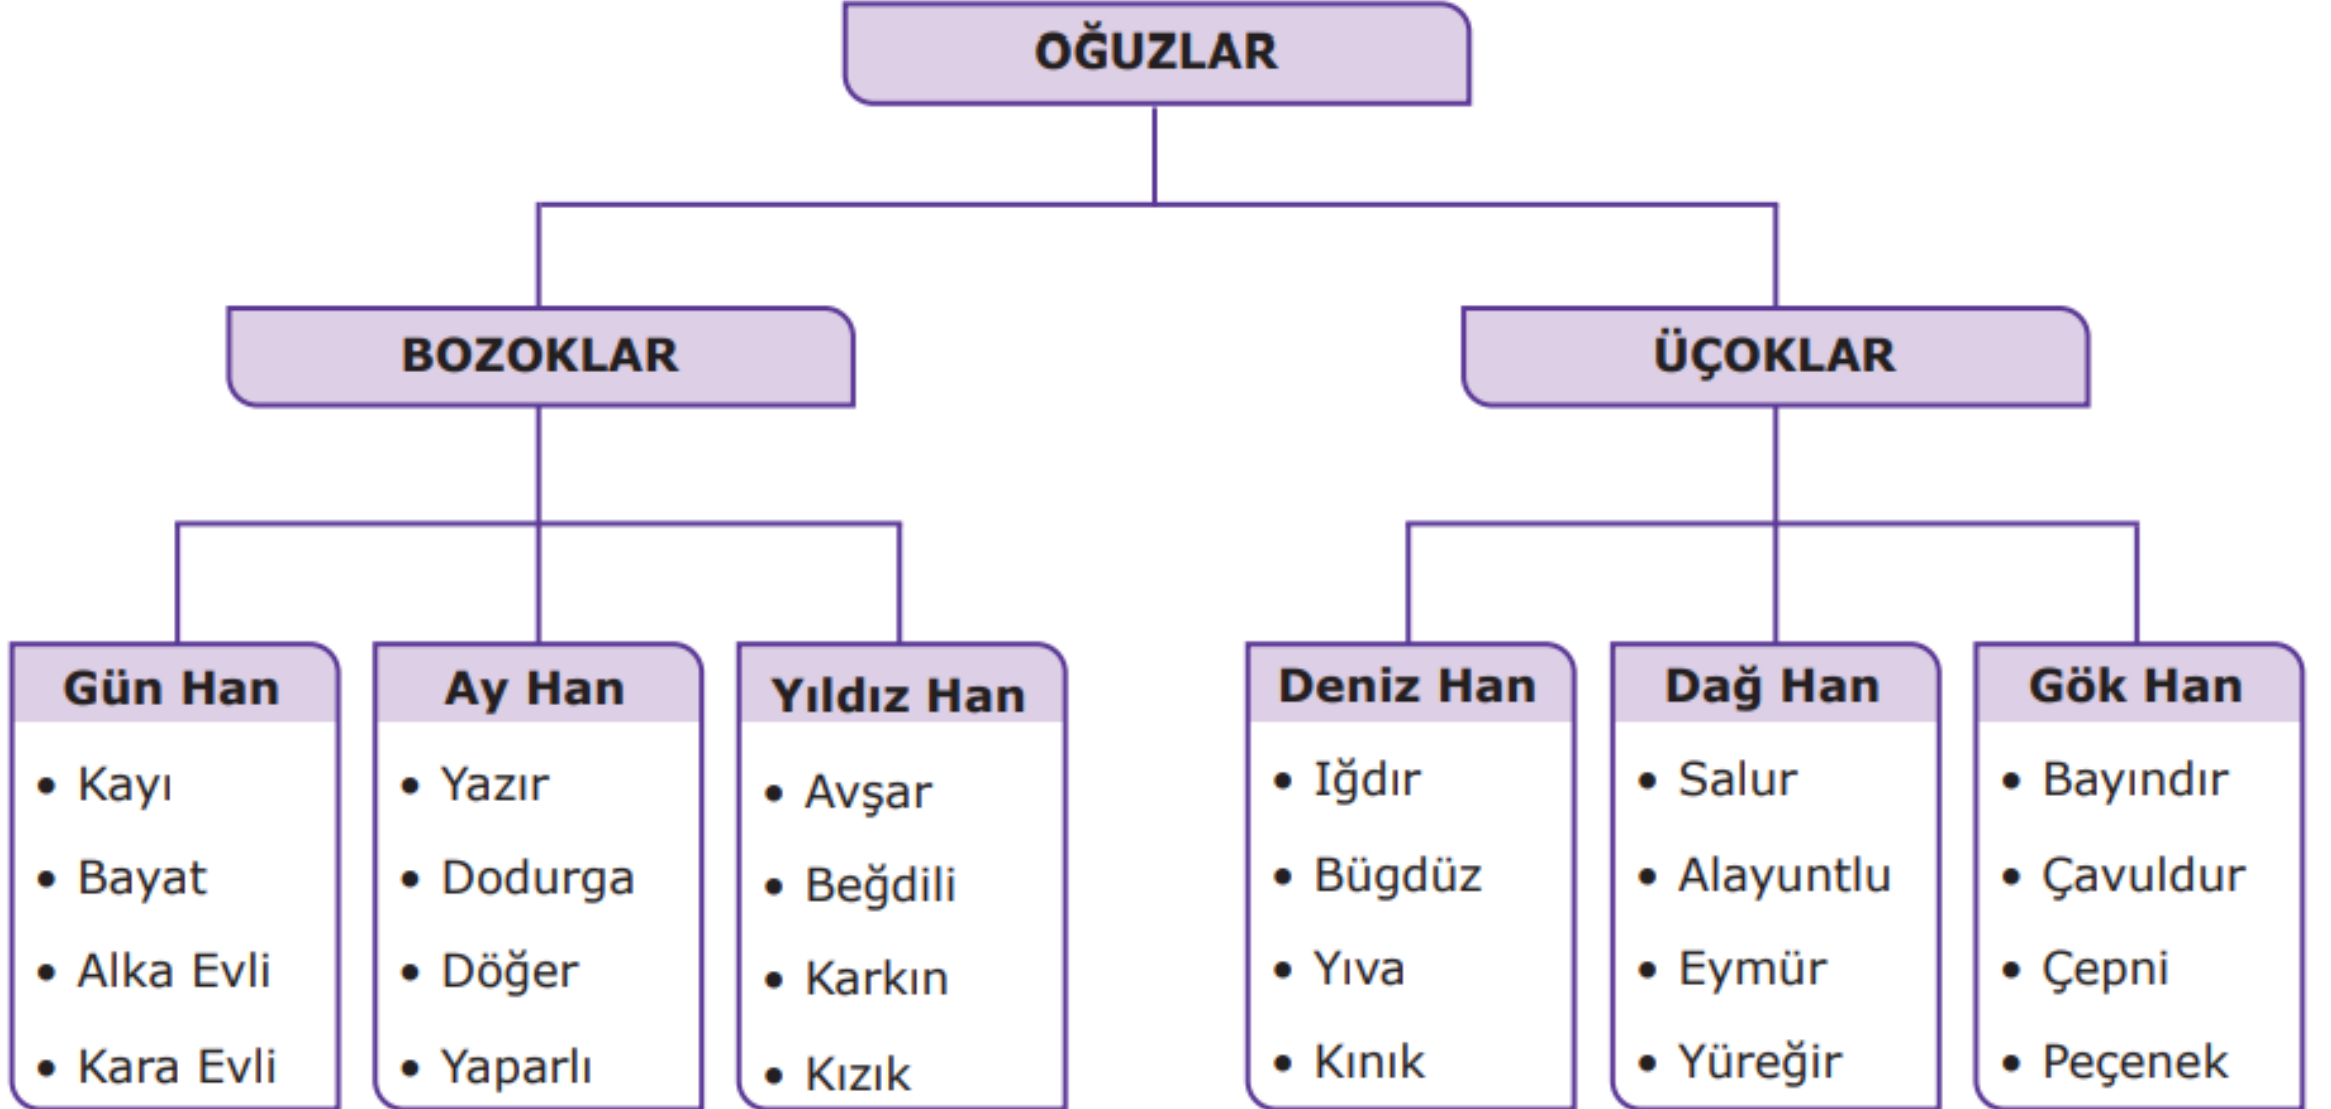 OĞUZLAR
BOZOKLAR
ÜÇOKLAR
Gün Han
• Kayı
• Bayat
• Alka Evli
• Kara Evli
Ay Han
• Yazır
• Dodurga
• Döğer
• Yaparlı
Yıldız Han
• Avşar
• Beğdili
• Karkın
• Kızık
Deniz Han
• Iğdır
• Bügdüz
• Yıva
• Kınık
Dağ Han
• Salur
• Alayuntlu
• Eymür
• Yüreğir
Gök Han
• Bayındır
• Çavuldur
• Çepni
• Peçenek